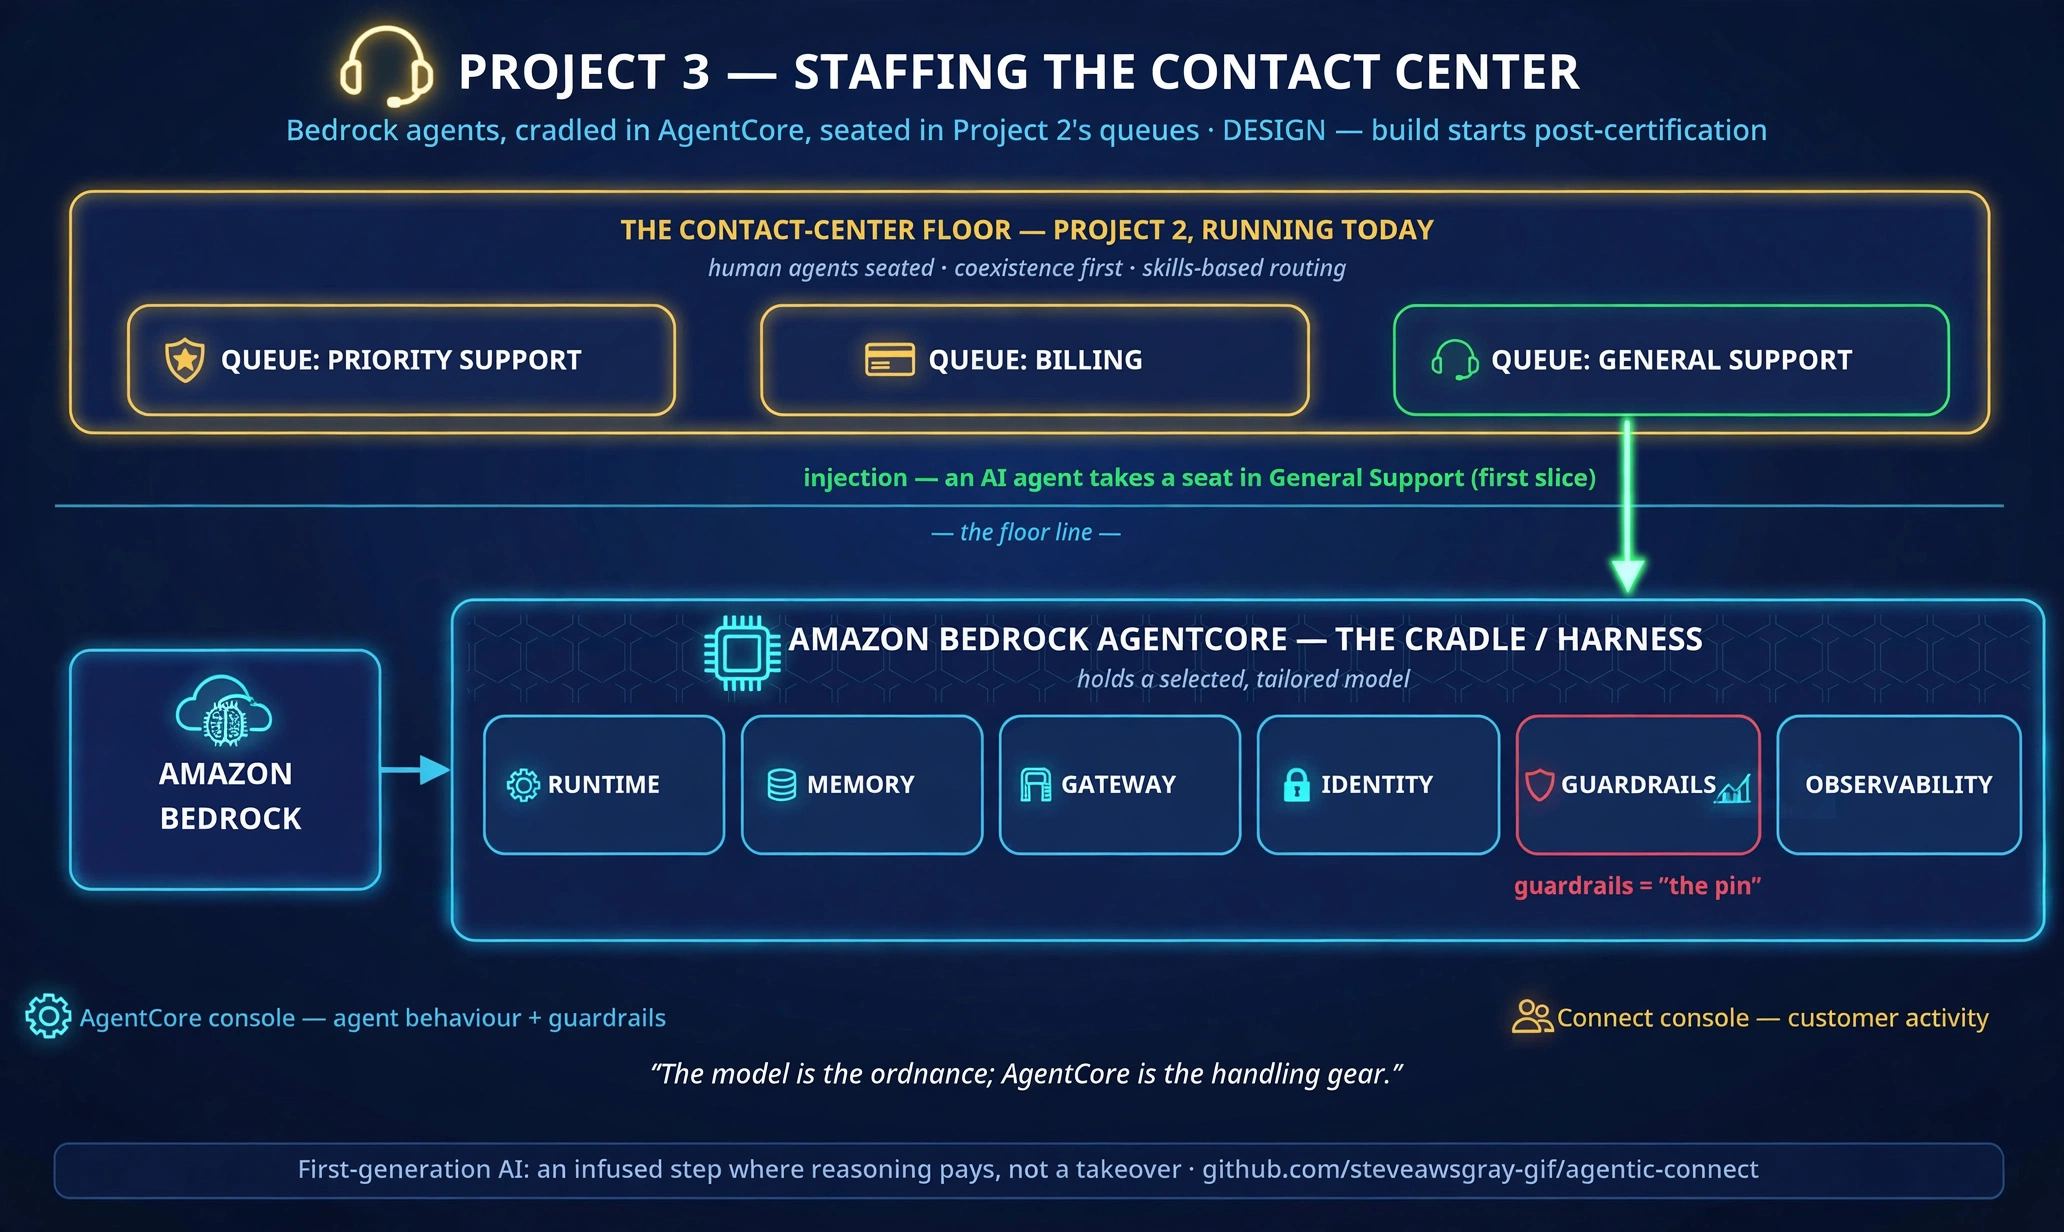 PROJECT 3 — STAFFING THE CONTACT CENTER
Bedrock agents, cradled in AgentCore, seated in Project 2's queues · DESIGN — build starts post-certification
THE CONTACT-CENTER FLOOR — PROJECT 2, RUNNING TODAY
human agents seated · coexistence first · skills-based routing
QUEUE: PRIORITY SUPPORT
QUEUE: BILLING
QUEUE: GENERAL SUPPORT
injection — an AI agent takes a seat in General Support (first slice)
— the floor line —
AMAZON BEDROCK AGENTCORE — THE CRADLE / HARNESS
holds a selected, tailored model
AMAZON
BEDROCK
RUNTIME
MEMORY
GATEWAY
IDENTITY
GUARDRAILS
OBSERVABILITY
guardrails = "the pin"
AgentCore console — agent behaviour + guardrails
Connect console — customer activity
"The model is the ordnance; AgentCore is the handling gear."
First-generation AI: an infused step where reasoning pays, not a takeover · github.com/steveawsgray-gif/agentic-connect